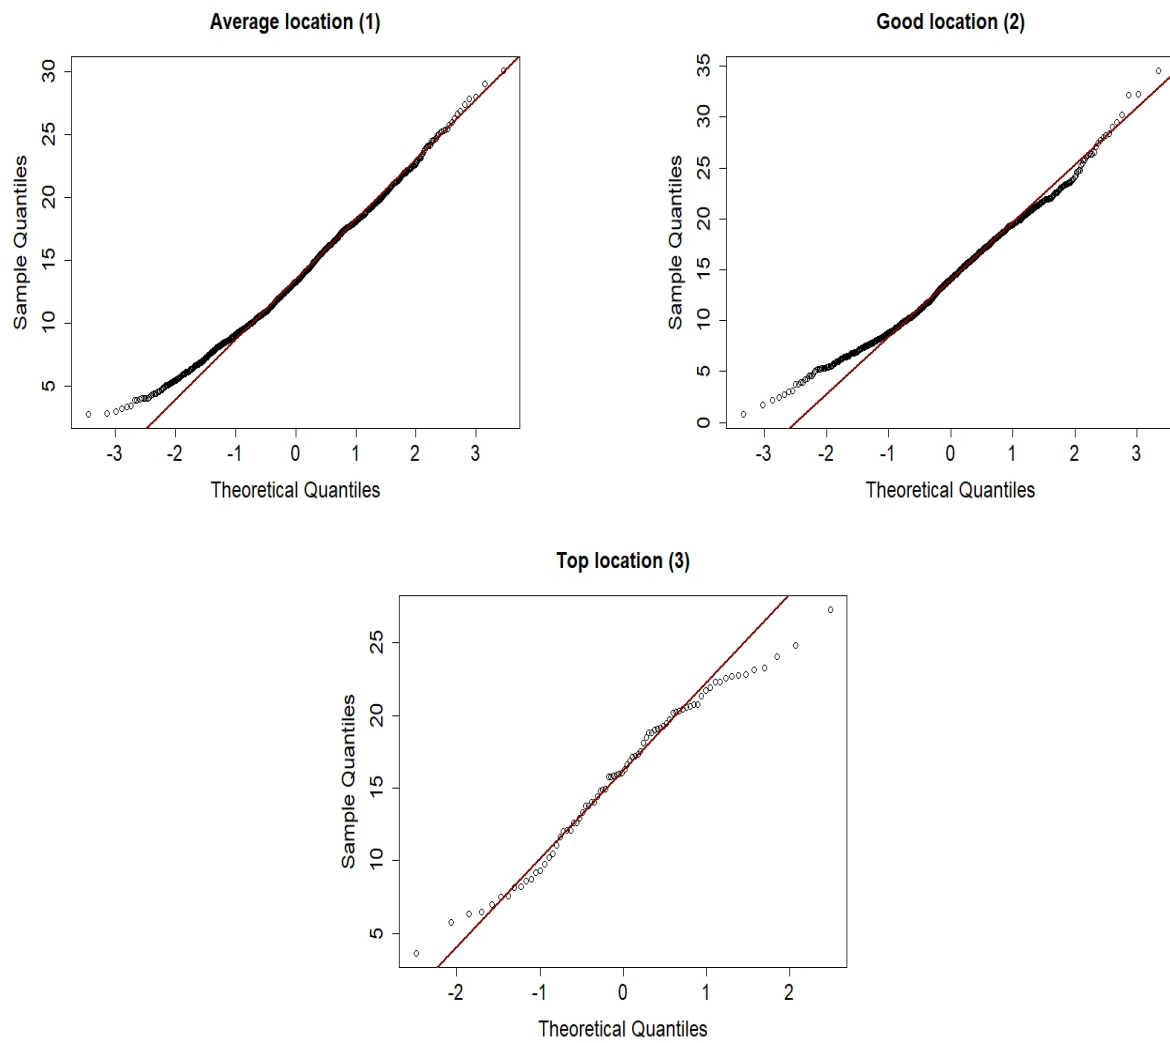 Average location (1)
Sample Quantiles
30
25
20
15
10
5
-3 -2 -1 0 1 2 3
Theoretical Quantiles
Good location (2)
Sample Quantiles
35
30
25
20
15
10
5
0
-3 -2 -1 0 1 2 3
Theoretical Quantiles
Top location (3)
Sample Quantiles
25
20
15
10
5
-2 -1 0 1 2
Theoretical Quantiles